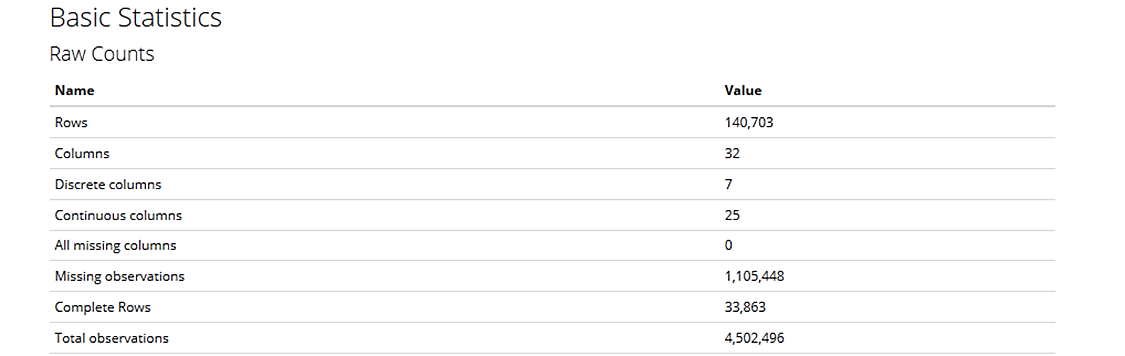 Basic Statistics
Raw Counts
Name Value
Rows 140,703
Columns 32
Discrete columns 7
Continuous columns 25
All missing columns 0
Missing observations 1,105,448
Complete Rows 33,863
Total observations 4,502,496